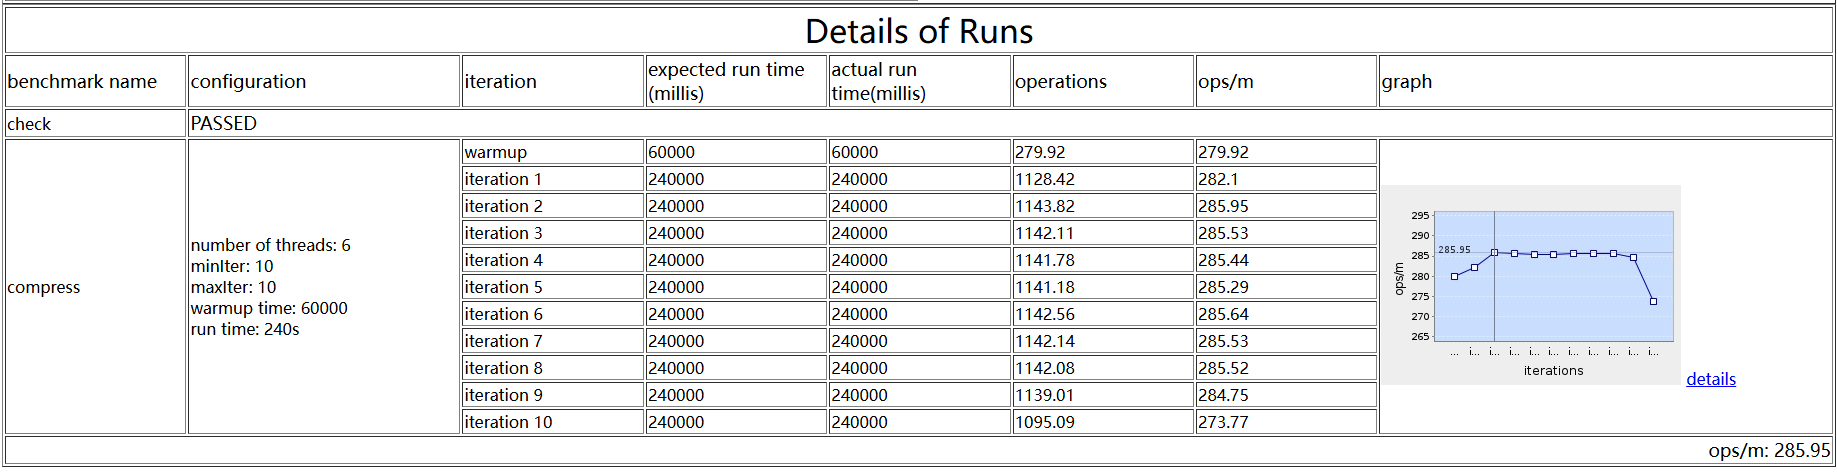 Details of Runs
benchmark name configuration iteration expected run time (millis) actual run time(millis) operations ops/m graph
check PASSED
compress
number of threads: 6
minIter: 10
maxIter: 10
warmup time: 60000
run time: 240s
warmup 60000 60000 279.92 279.92
iteration 1 240000 240000 1128.42 282.1
iteration 2 240000 240000 1143.82 285.95
iteration 3 240000 240000 1142.11 285.53
iteration 4 240000 240000 1141.78 285.44
iteration 5 240000 240000 1141.18 285.29
iteration 6 240000 240000 1142.56 285.64
iteration 7 240000 240000 1142.14 285.53
iteration 8 240000 240000 1142.08 285.52
iteration 9 240000 240000 1139.01 284.75
iteration 10 240000 240000 1095.09 273.77
295
290
285.95
285
280
275
270
265
ops/m
... i... i... i... i... i... i... i... i... i... i...
iterations
details
ops/m: 285.95